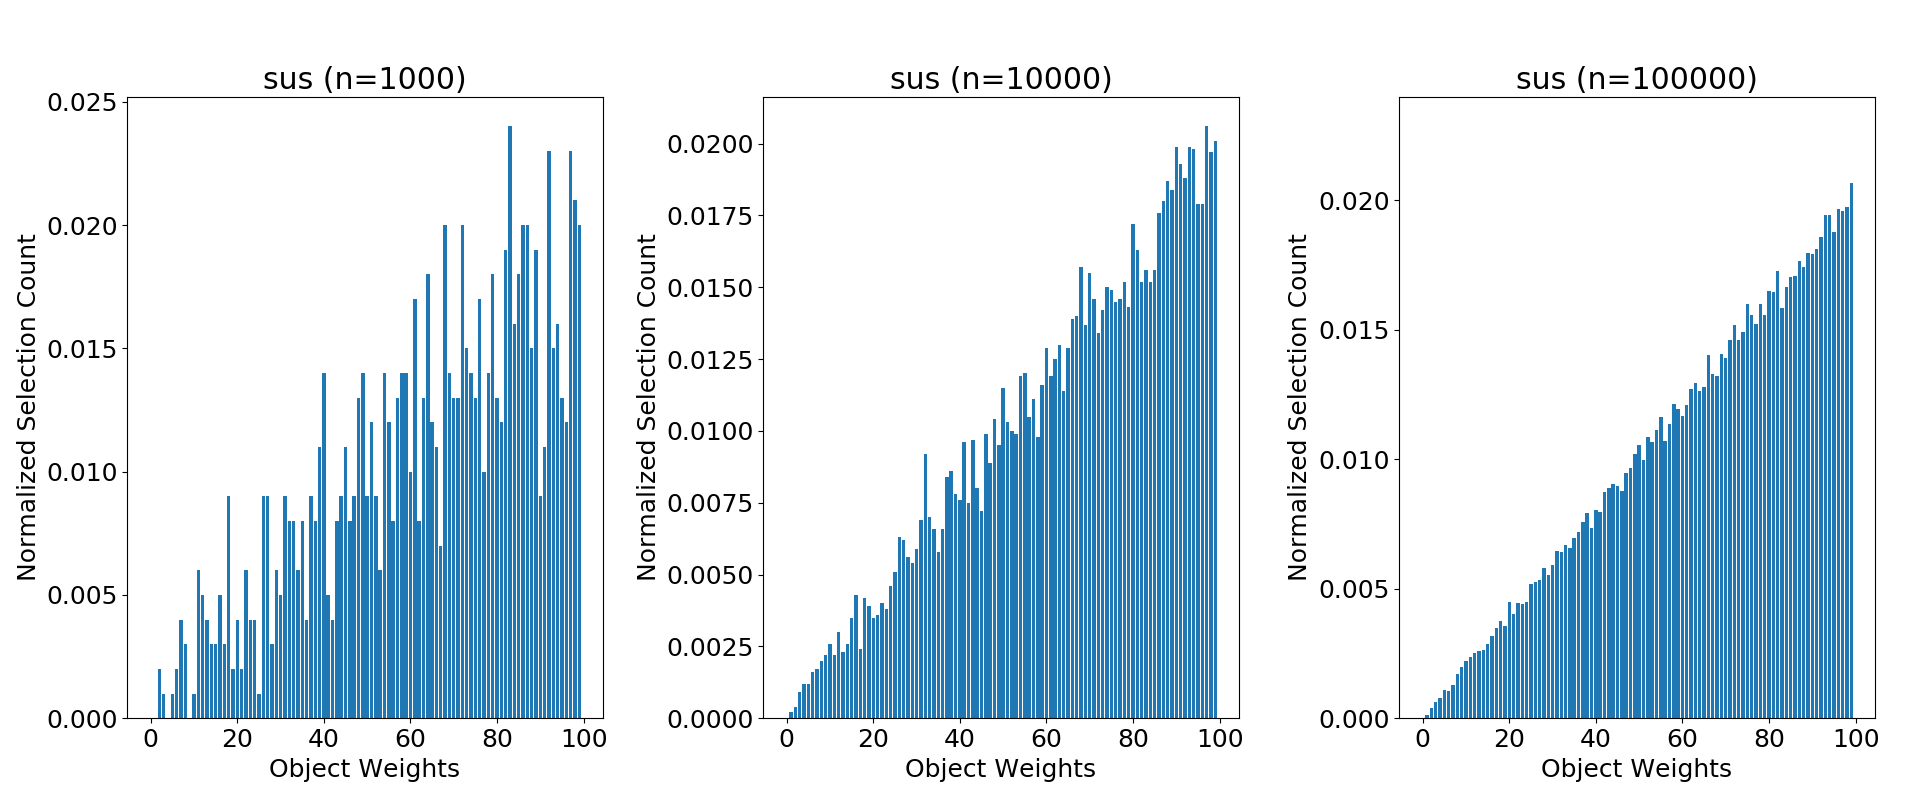 sus (n=1000)
0.025
0.020
0.015
0.010
0.005
0.000
Normalized Selection Count
0 20 40 60 80 100
Object Weights
sus (n=10000)
0.0200
0.0175
0.0150
0.0125
0.0100
0.0075
0.0050
0.0025
0.0000
Normalized Selection Count
0 20 40 60 80 100
Object Weights
sus (n=100000)
0.020
0.015
0.010
0.005
0.000
Normalized Selection Count
0 20 40 60 80 100
Object Weights